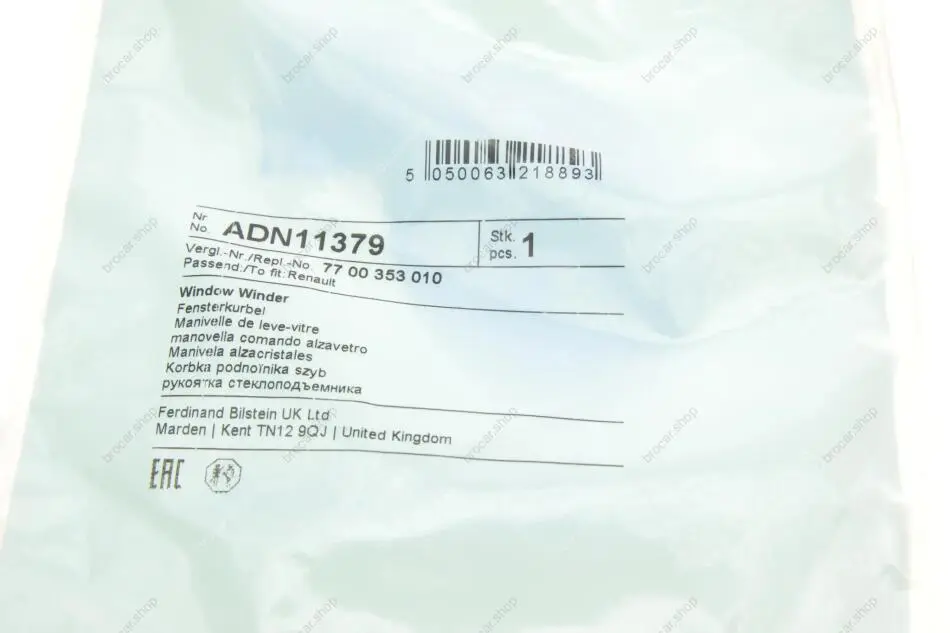 5 050063 218893
Nr
No. ADN11379
Stk.
pcs. 1
Vergl.-Nr./Repl.-No. 77 00 353 010
Passend:/To fit: Renault
Window Winder
Fensterkurbel
Manivelle de leve-vitre
manovella comando alzavetro
Manivela alzacristales
Korbka podnoïnika szyb
рукоятка стеклоподъемника
Ferdinand Bilstein UK Ltd
Marden | Kent TN12 9QJ | United Kingdom
EAC
brocar.shop